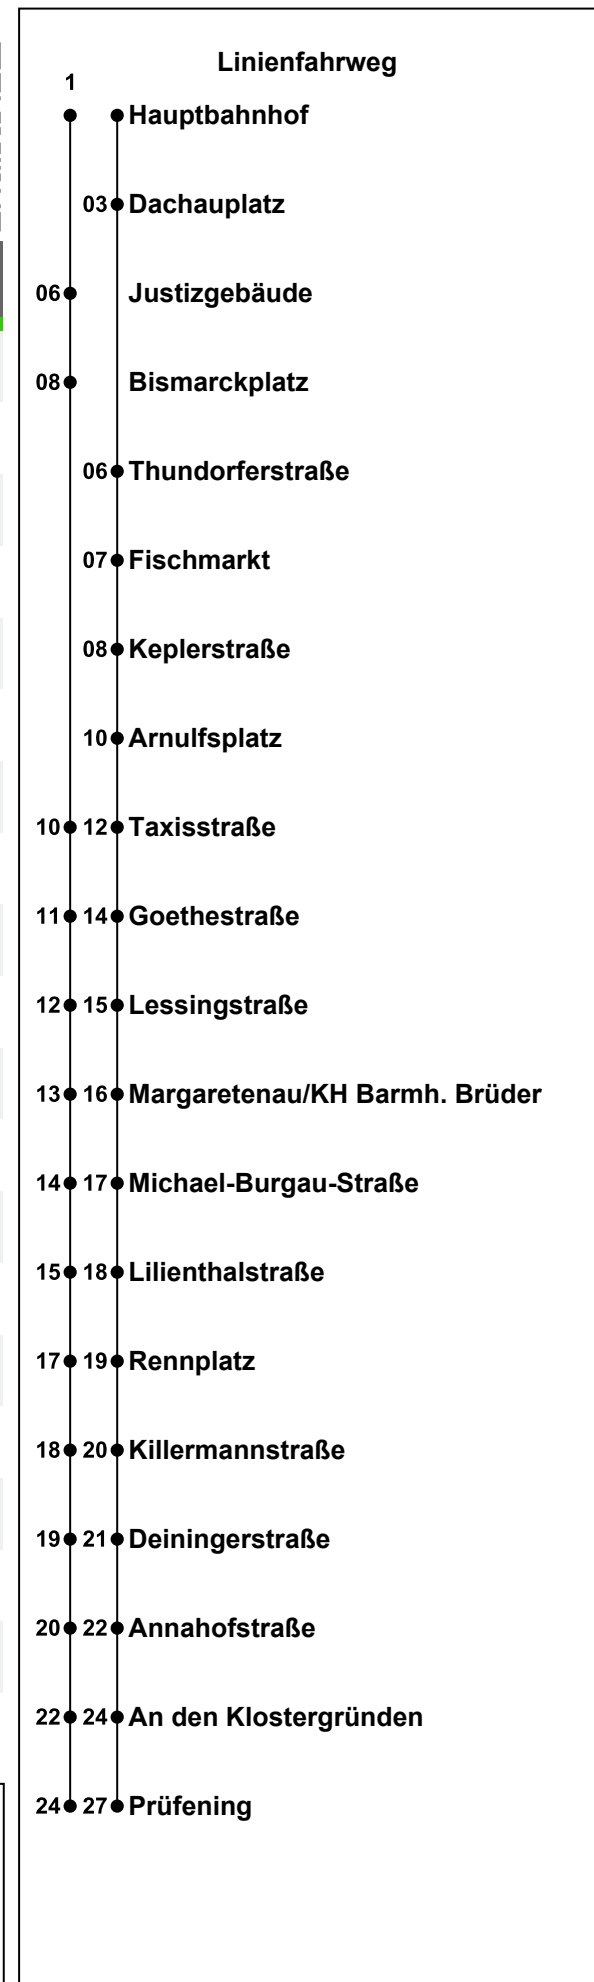 Linienfahrweg
1
Hauptbahnhof
03 Dachauplatz
06 Justizgebäude
08 Bismarckplatz
06 Thundorferstraße
07 Fischmarkt
08 Keplerstraße
10 Arnulfsplatz
10 12 Taxisstraße
11 14 Goethestraße
12 15 Lessingstraße
13 16 Margaretenau/KH Barmh. Brüder
14 17 Michael-Burgau-Straße
15 18 Lilienthalstraße
17 19 Rennplatz
18 20 Killermannstraße
19 21 Deiningerstraße
20 22 Annahofstraße
22 24 An den Klostergründen
24 27 Prüfening